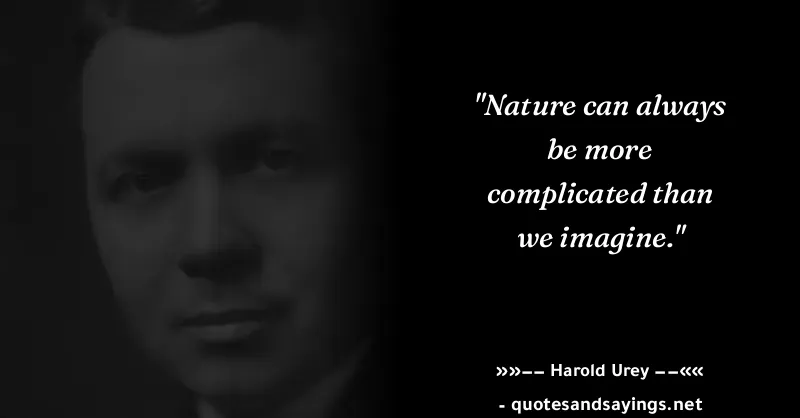 "Nature can always
be more
complicated than
we imagine."
»»−− Harold Urey −−««
- quotesandsayings.net